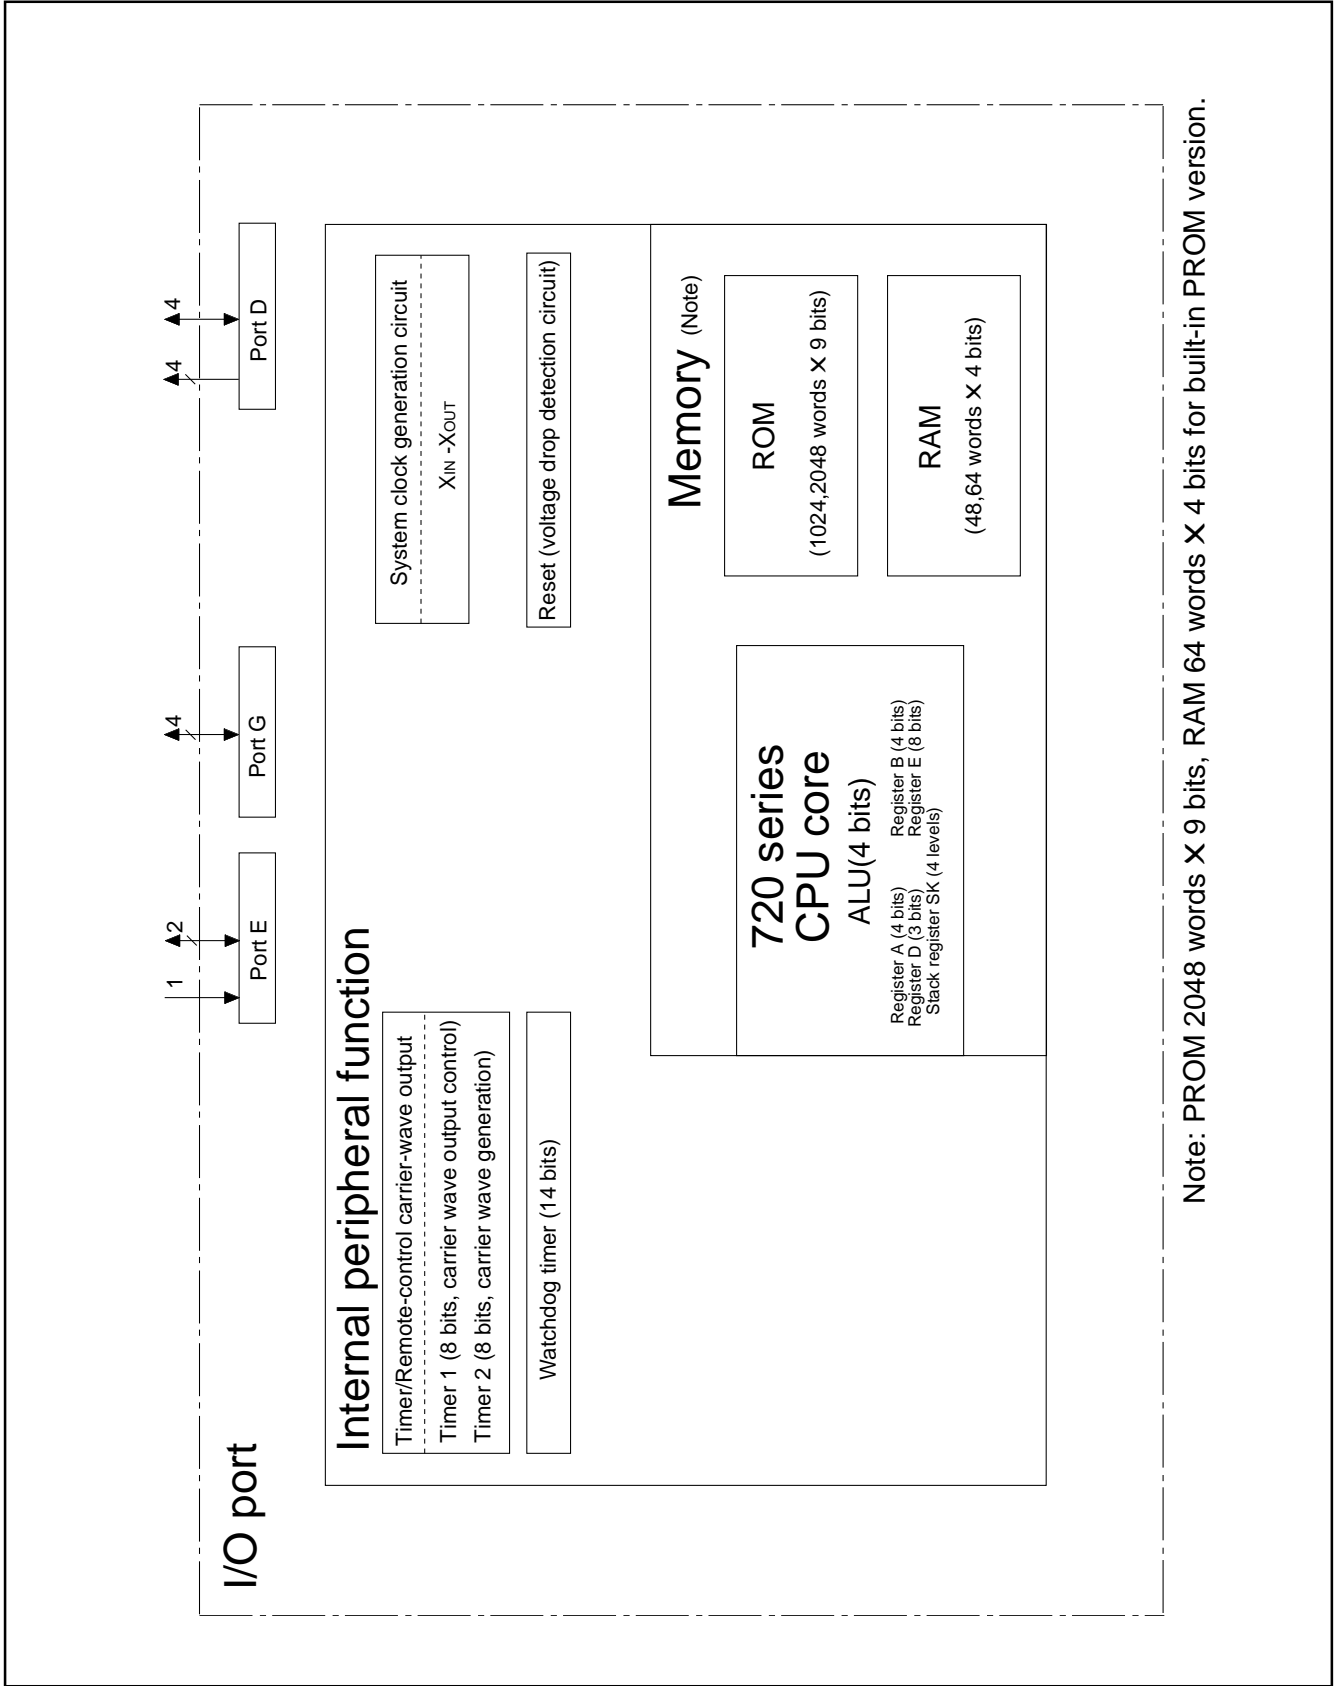 I/O port
1
2
4
4
4
Port E
Port G
Port D
Internal peripheral function
Timer/Remote-control carrier-wave output
Timer 1 (8 bits, carrier wave output control)
Timer 2 (8 bits, carrier wave generation)
Watchdog timer (14 bits)
System clock generation circuit
XIN -XOUT
Reset (voltage drop detection circuit)
720 series
CPU core
ALU(4 bits)
Register A (4 bits) Register B (4 bits)
Register D (3 bits) Register E (8 bits)
Stack register SK (4 levels)
Memory (Note)
ROM
(1024,2048 words ✕ 9 bits)
RAM
(48,64 words ✕ 4 bits)
Note: PROM 2048 words ✕ 9 bits, RAM 64 words ✕ 4 bits for built-in PROM version.